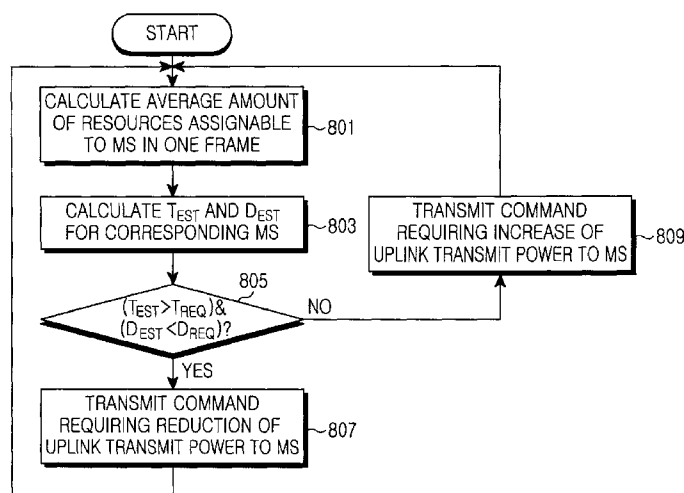 START
CALCULATE AVERAGE AMOUNT
OF RESOURCES ASSIGNABLE
TO MS IN ONE FRAME
801
CALCULATE TEST AND DEST
FOR CORRESPONDING MS
803
TRANSMIT COMMAND
REQUIRING INCREASE OF
UPLINK TRANSMIT POWER TO MS
809
805
(TEST>TREQ)&
(DEST<DREQ)?
NO
YES
TRANSMIT COMMAND
REQUIRING REDUCTION OF
UPLINK TRANSMIT POWER TO MS
807